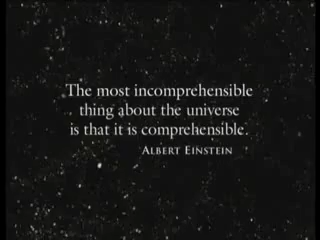 The most incomprehensible
thing about the universe
is that it is comprehensible.
ALBERT EINSTEIN